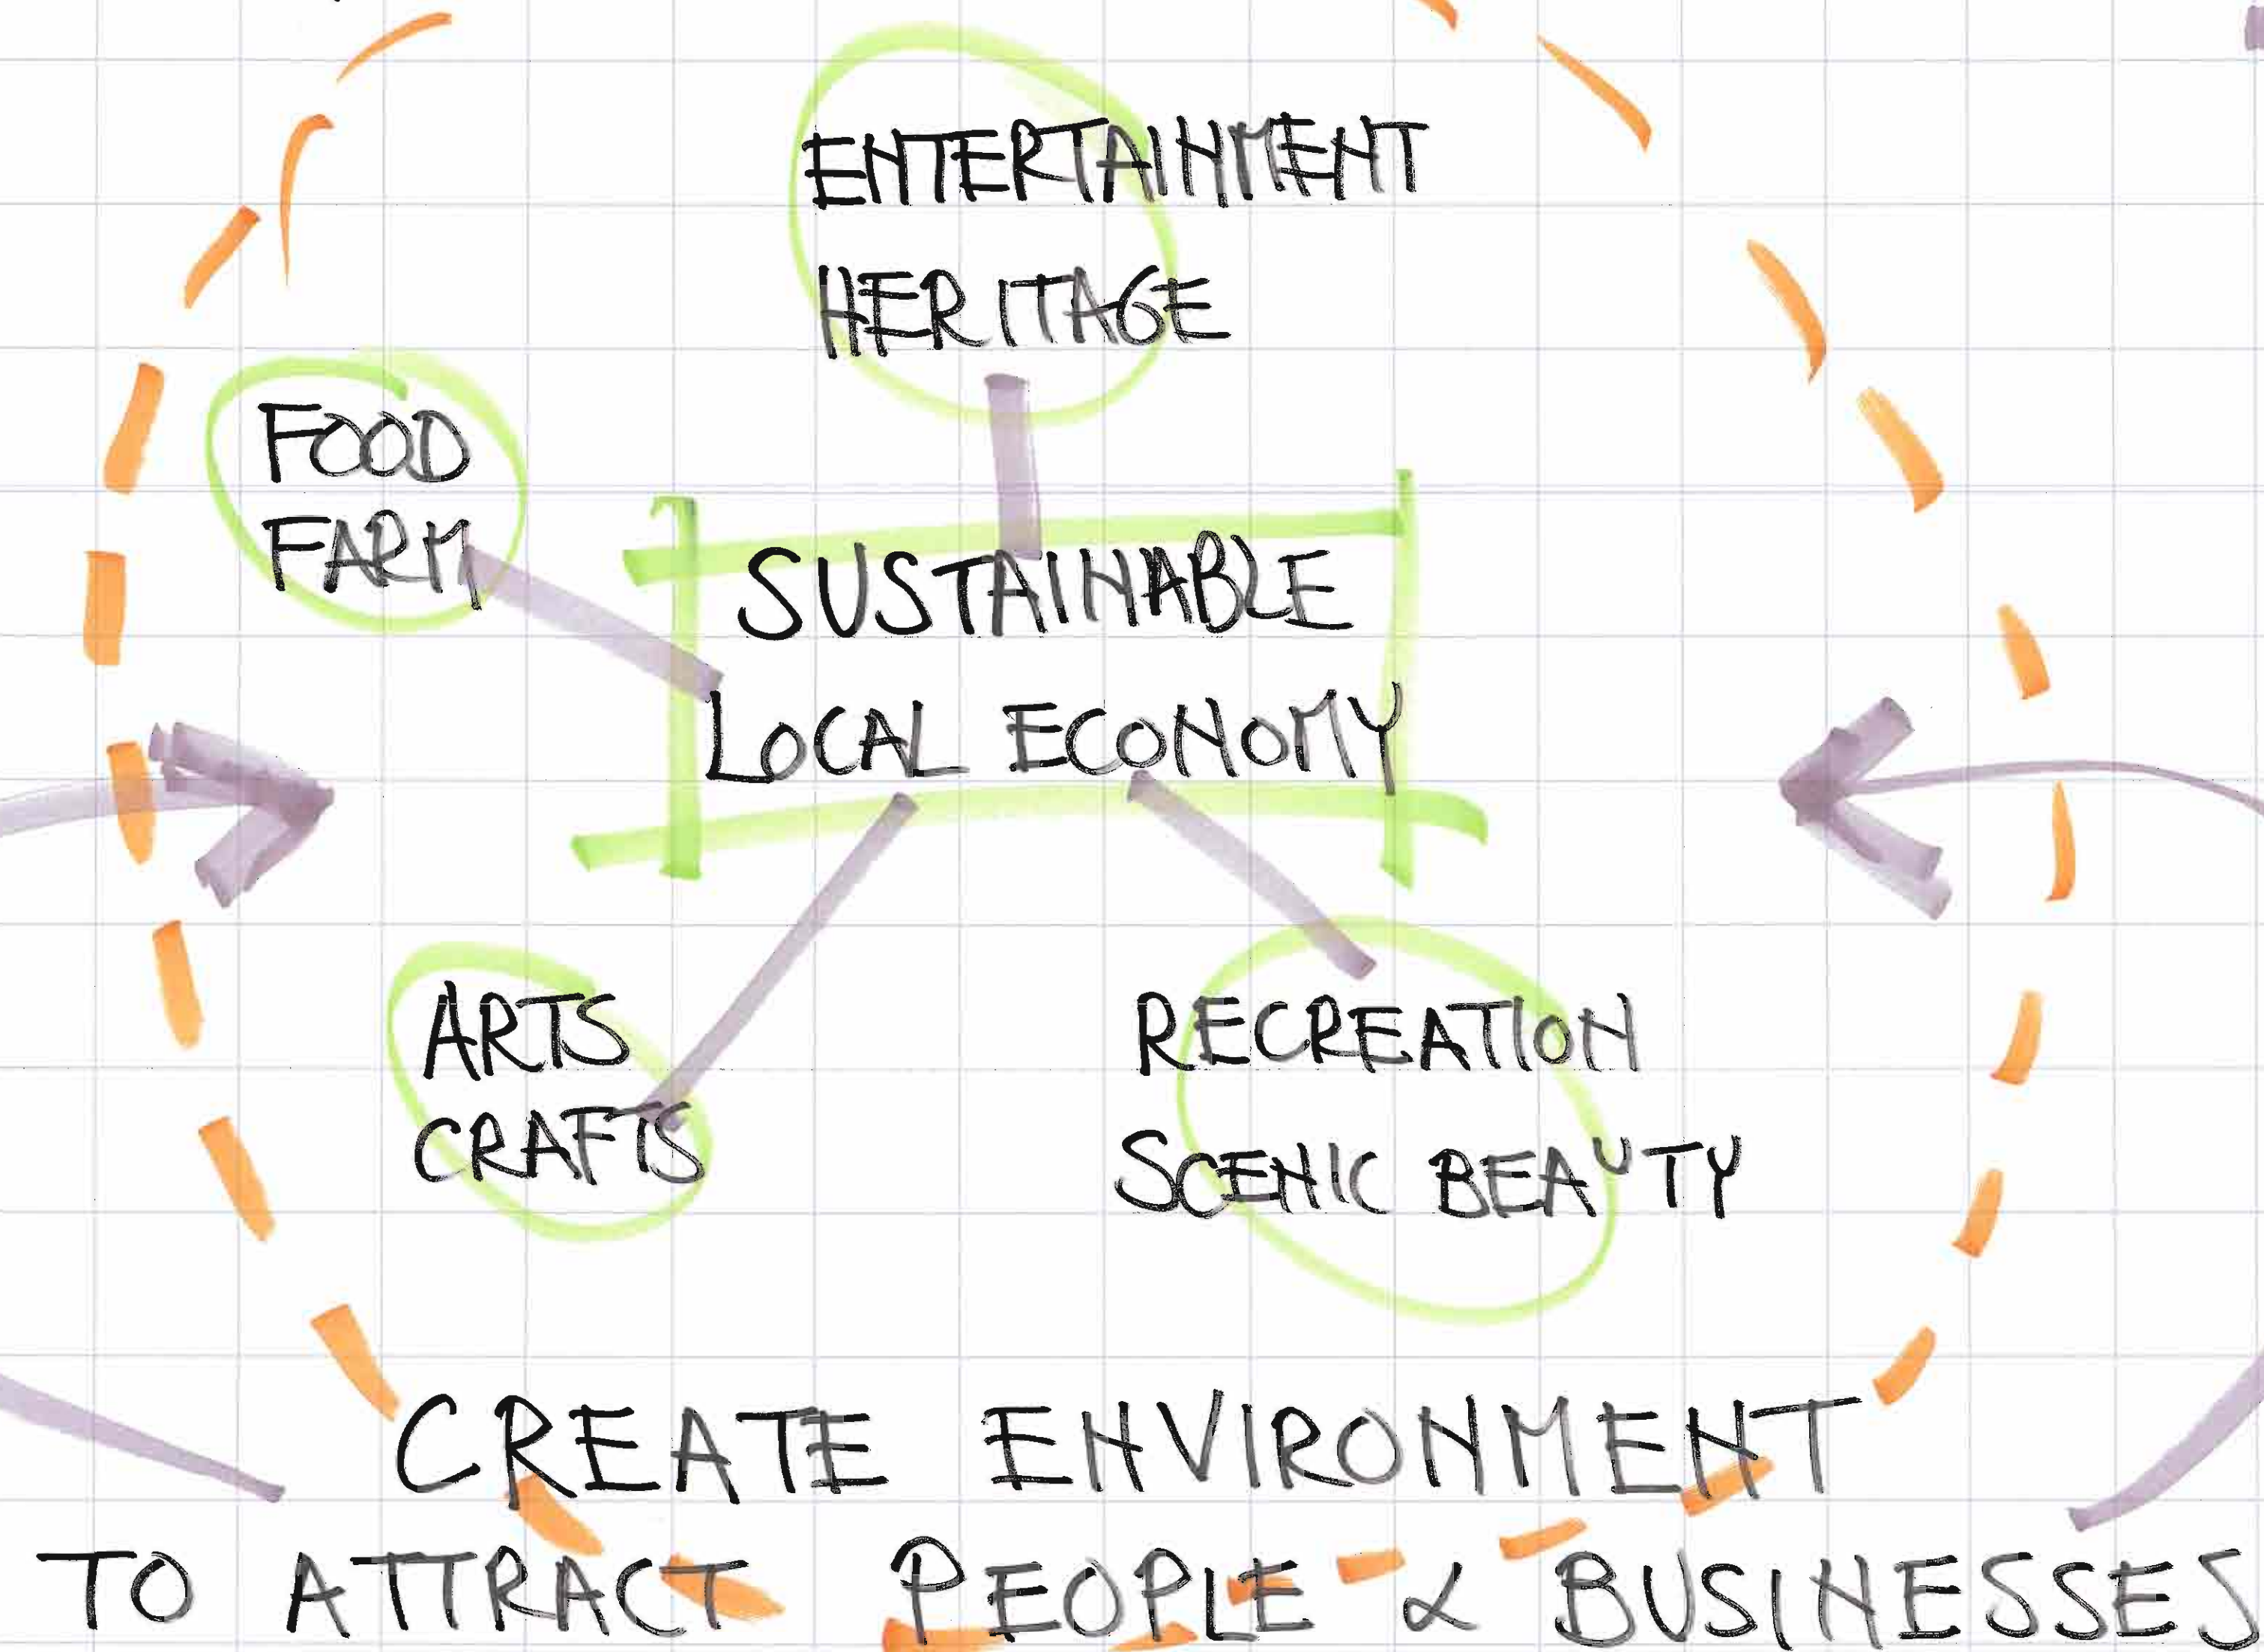 ENTERTAINMENT
HERITAGE
FOOD
FARM
SUSTAINABLE
LOCAL ECONOMY
ARTS
CRAFTS
RECREATION
SCENIC BEAUTY
CREATE ENVIRONMENT
TO ATTRACT PEOPLE & BUSINESSES